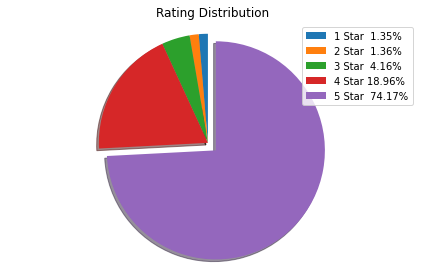 Rating Distribution
1 Star 1.35%
2 Star 1.36%
3 Star 4.16%
4 Star 18.96%
5 Star 74.17%